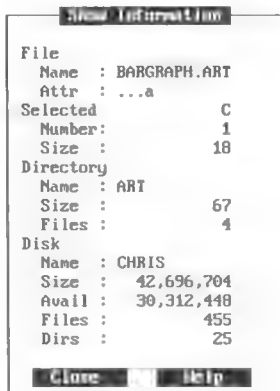 Show Information
File
Name : BARGRAPH.ART
Attr : ...a
Selected C
Number: 1
Size : 18
Directory
Name : ART
Size : 67
Files : 4
Disk
Name : CHRIS
Size : 42,696,704
Avail : 30,312,448
Files : 455
Dirs : 25
Close Help